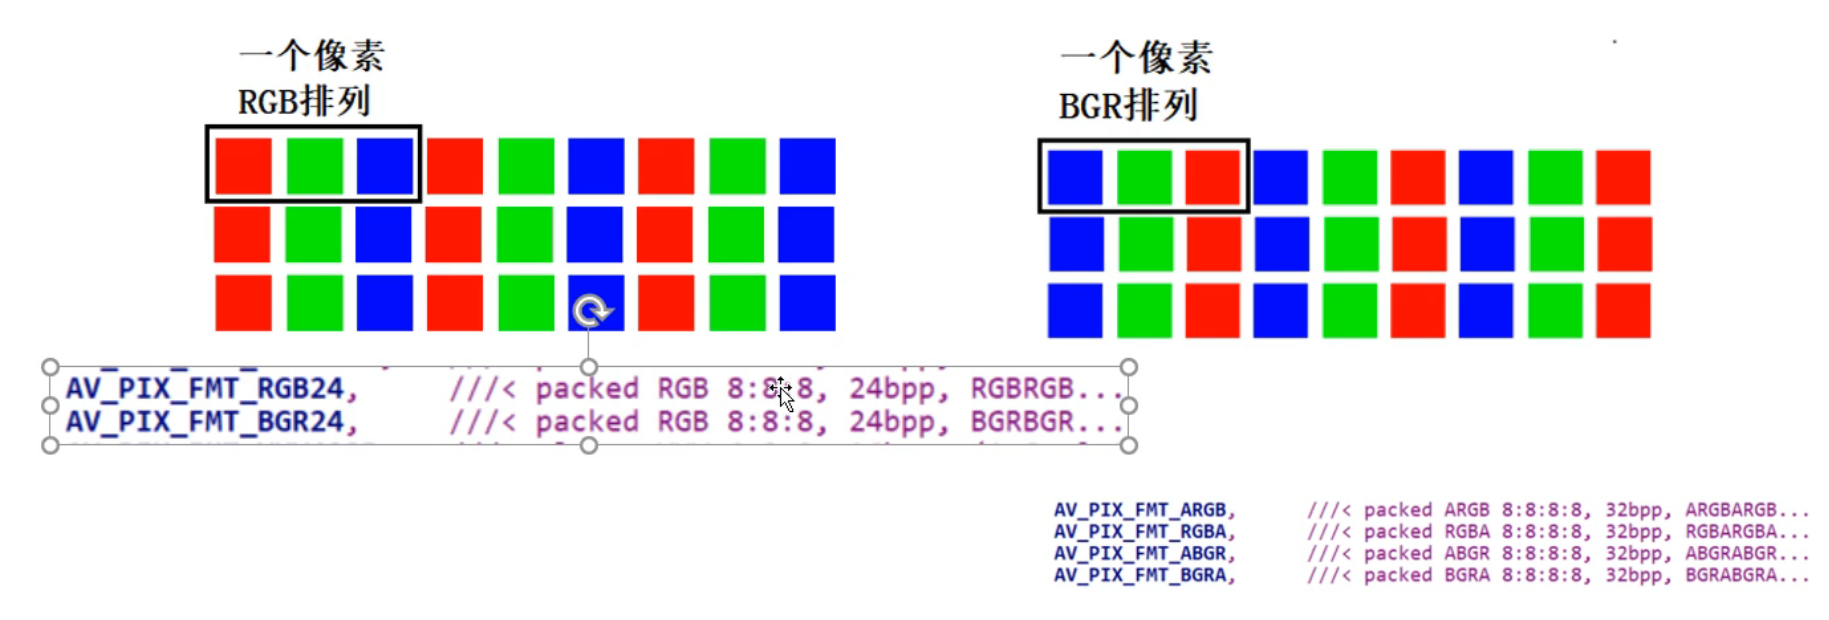 一个像素
RGB排列
一个像素
BGR排列
AV_PIX_FMT_RGB24, ///< packed RGB 8:8:8, 24bpp, RGBRGB...
AV_PIX_FMT_BGR24, ///< packed RGB 8:8:8, 24bpp, BGRBGR...
AV_PIX_FMT_ARGB, ///< packed ARGB 8:8:8:8, 32bpp, ARGBARGB...
AV_PIX_FMT_RGBA, ///< packed RGBA 8:8:8:8, 32bpp, RGBARGBA...
AV_PIX_FMT_ABGR, ///< packed ABGR 8:8:8:8, 32bpp, ABGRABGR...
AV_PIX_FMT_BGRA, ///< packed BGRA 8:8:8:8, 32bpp, BGRABGRA...